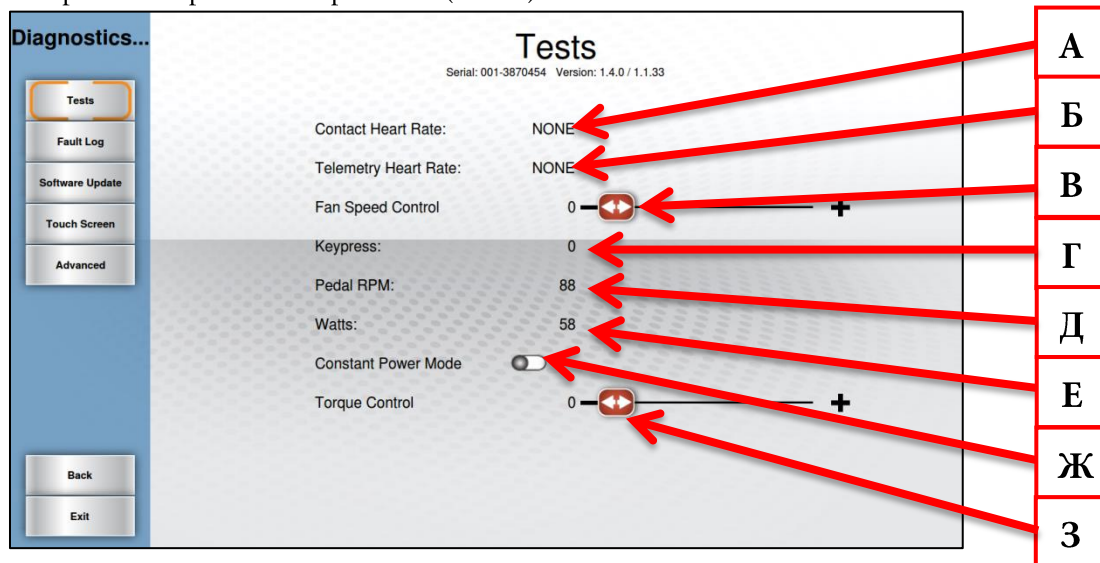 Diagnostics...
Tests
Fault Log
Software Update
Touch Screen
Advanced
Back
Exit
Tests
Serial: 001-3870454 Version: 1.4.0 / 1.1.33
Contact Heart Rate: NONE
Telemetry Heart Rate: NONE
Fan Speed Control 0 − +
Keypress: 0
Pedal RPM: 88
Watts: 58
Constant Power Mode
Torque Control 0 − +
А
Б
В
Г
Д
Е
Ж
З